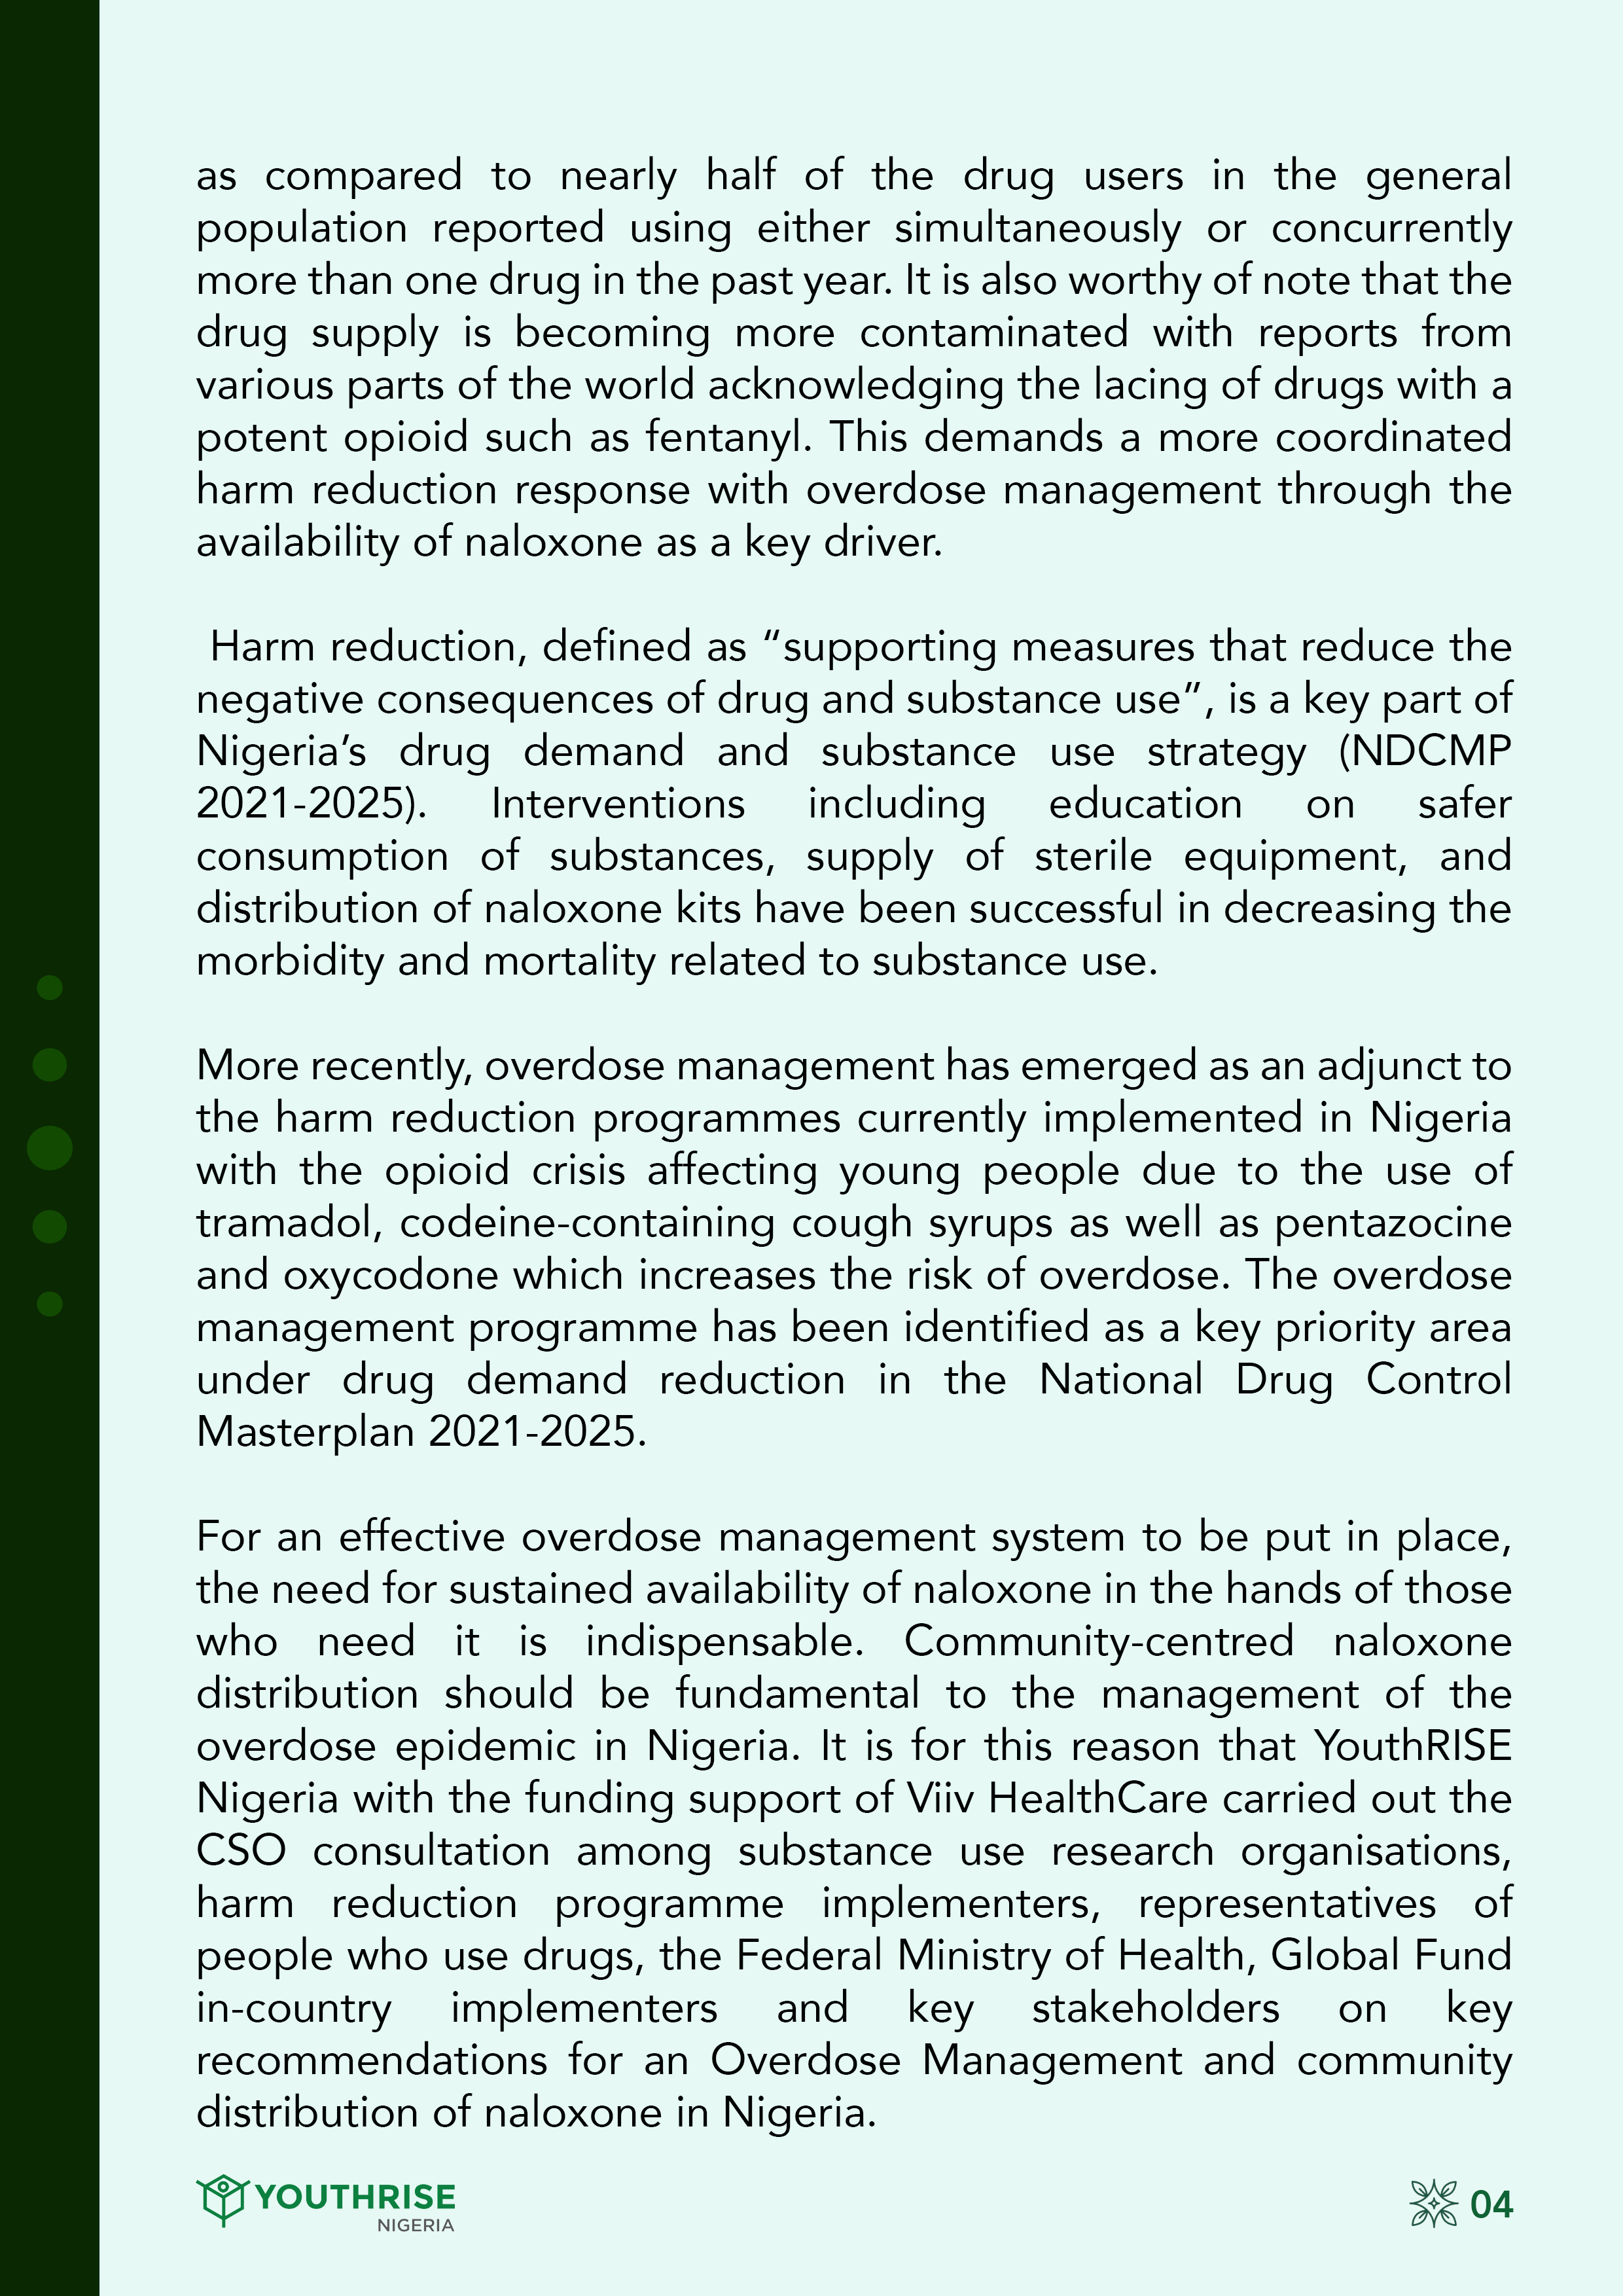 as compared to nearly half of the drug users in the general
population reported using either simultaneously or concurrently
more than one drug in the past year. It is also worthy of note that the
drug supply is becoming more contaminated with reports from
various parts of the world acknowledging the lacing of drugs with a
potent opioid such as fentanyl. This demands a more coordinated
harm reduction response with overdose management through the
availability of naloxone as a key driver.
Harm reduction, defined as “supporting measures that reduce the
negative consequences of drug and substance use”, is a key part of
Nigeria’s drug demand and substance use strategy (NDCMP
2021-2025). Interventions including education on safer
consumption of substances, supply of sterile equipment, and
distribution of naloxone kits have been successful in decreasing the
morbidity and mortality related to substance use.
More recently, overdose management has emerged as an adjunct to
the harm reduction programmes currently implemented in Nigeria
with the opioid crisis affecting young people due to the use of
tramadol, codeine-containing cough syrups as well as pentazocine
and oxycodone which increases the risk of overdose. The overdose
management programme has been identified as a key priority area
under drug demand reduction in the National Drug Control
Masterplan 2021-2025.
For an effective overdose management system to be put in place,
the need for sustained availability of naloxone in the hands of those
who need it is indispensable. Community-centred naloxone
distribution should be fundamental to the management of the
overdose epidemic in Nigeria. It is for this reason that YouthRISE
Nigeria with the funding support of Viiv HealthCare carried out the
CSO consultation among substance use research organisations,
harm reduction programme implementers, representatives of
people who use drugs, the Federal Ministry of Health, Global Fund
in-country implementers and key stakeholders on key
recommendations for an Overdose Management and community
distribution of naloxone in Nigeria.
YOUTHRISE
NIGERIA
04